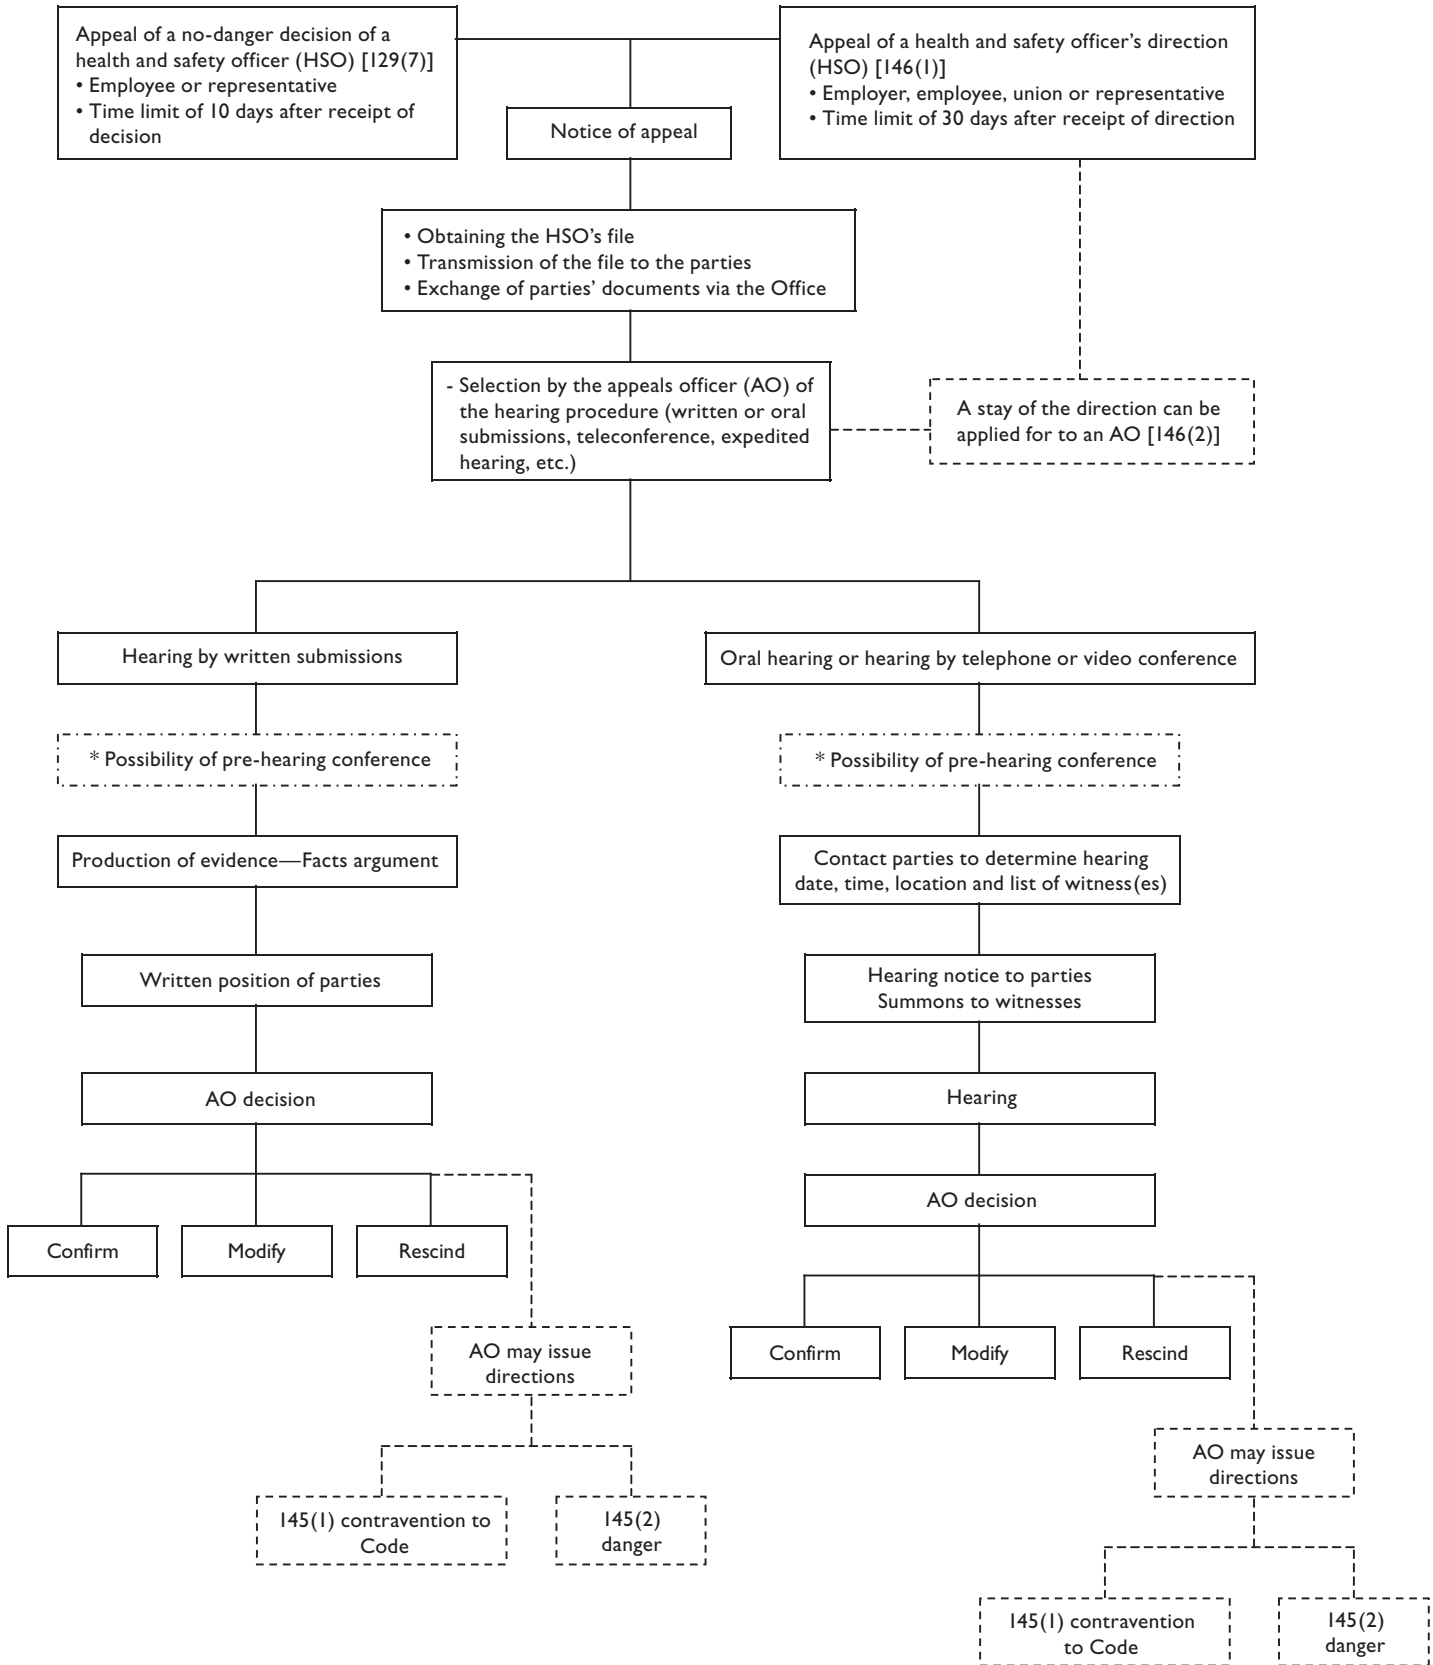 Appeal of a no-danger decision of a
health and safety officer (HSO) [129(7)]
• Employee or representative
• Time limit of 10 days after receipt of
decision
Appeal of a health and safety officer’s direction
(HSO) [146(1)]
• Employer, employee, union or representative
• Time limit of 30 days after receipt of direction
Notice of appeal
• Obtaining the HSO’s file
• Transmission of the file to the parties
• Exchange of parties’ documents via the Office
- Selection by the appeals officer (AO) of
the hearing procedure (written or oral
submissions, teleconference, expedited
hearing, etc.)
A stay of the direction can be
applied for to an AO [146(2)]
Hearing by written submissions
* Possibility of pre-hearing conference
Production of evidence—Facts argument
Written position of parties
AO decision
Confirm
Modify
Rescind
AO may issue
directions
145(1) contravention to
Code
145(2)
danger
Oral hearing or hearing by telephone or video conference
* Possibility of pre-hearing conference
Contact parties to determine hearing
date, time, location and list of witness(es)
Hearing notice to parties
Summons to witnesses
Hearing
AO decision
Confirm
Modify
Rescind
AO may issue
directions
145(1) contravention
to Code
145(2)
danger